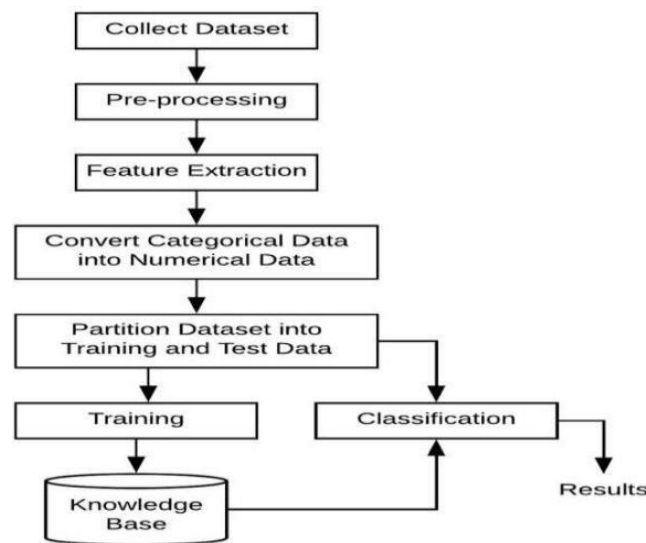 Collect Dataset
Pre-processing
Feature Extraction
Convert Categorical Data
into Numerical Data
Partition Dataset into
Training and Test Data
Training
Classification
Knowledge
Base
Results